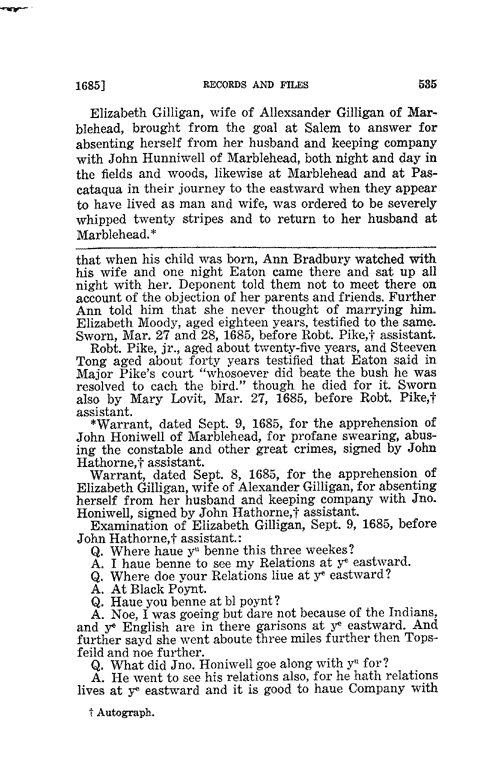 1685] RECORDS AND FILES 535
Elizabeth Gilligan, wife of Allexsander Gilligan of Mar-
blehead, brought from the goal at Salem to answer for
absenting herself from her husband and keeping company
with John Hunniwell of Marblehead, both night and day in
the fields and woods, likewise at Marblehead and at Pas-
cataqua in their journey to the eastward when they appear
to have lived as man and wife, was ordered to be severely
whipped twenty stripes and to return to her husband at
Marblehead.*
that when his child was born, Ann Bradbury watched with
his wife and one night Eaton came there and sat up all
night with her. Deponent told them not to meet there on
account of the objection of her parents and friends. Further
Ann told him that she never thought of marrying him.
Elizabeth Moody, aged eighteen years, testified to the same.
Sworn, Mar. 27 and 28, 1685, before Robt. Pike,† assistant.
Robt. Pike, jr., aged about twenty-five years, and Steeven
Tong aged about forty years testified that Eaton said in
Major Pike's court "whosoever did beate the bush he was
resolved to cach the bird." though he died for it. Sworn
also by Mary Lovit, Mar. 27, 1685, before Robt. Pike,†
assistant.
*Warrant, dated Sept. 9, 1685, for the apprehension of
John Honiwell of Marblehead, for profane swearing, abus-
ing the constable and other great crimes, signed by John
Hathorne,† assistant.
Warrant, dated Sept. 8, 1685, for the apprehension of
Elizabeth Gilligan, wife of Alexander Gilligan, for absenting
herself from her husband and keeping company with Jno.
Honiwell, signed by John Hathorne,† assistant.
Examination of Elizabeth Gilligan, Sept. 9, 1685, before
John Hathorne,† assistant.:
Q. Where haue yᵘ benne this three weekes?
A. I haue benne to see my Relations at yᵉ eastward.
Q. Where doe your Relations liue at yᵉ eastward?
A. At Black Poynt.
Q. Haue you benne at bl poynt?
A. Noe, I was goeing but dare not because of the Indians,
and yᵉ English are in there garisons at yᵉ eastward. And
further sayd she went aboute three miles further then Tops-
feild and noe further.
Q. What did Jno. Honiwell goe along with yᵘ for?
A. He went to see his relations also, for he hath relations
lives at yᵉ eastward and it is good to haue Company with
† Autograph.